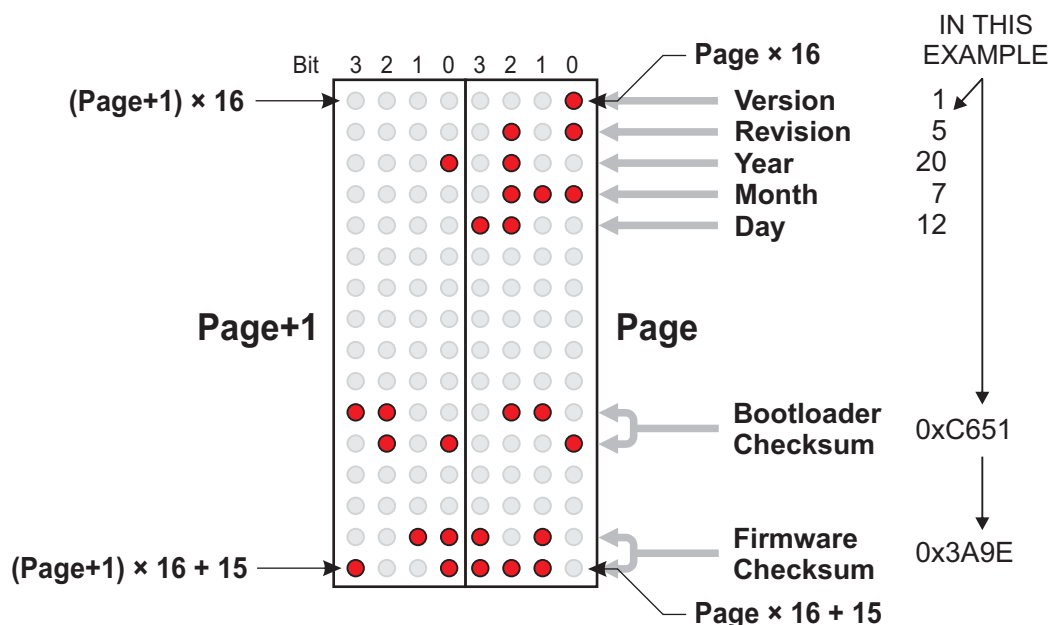 IN THIS
EXAMPLE
Bit 3 2 1 0 3 2 1 0
Page × 16
(Page+1) × 16
Version 1
Revision 5
Year 20
Month 7
Day 12
Page+1
Page
Bootloader
Checksum
0xC651
Firmware
Checksum
0x3A9E
(Page+1) × 16 + 15
Page × 16 + 15